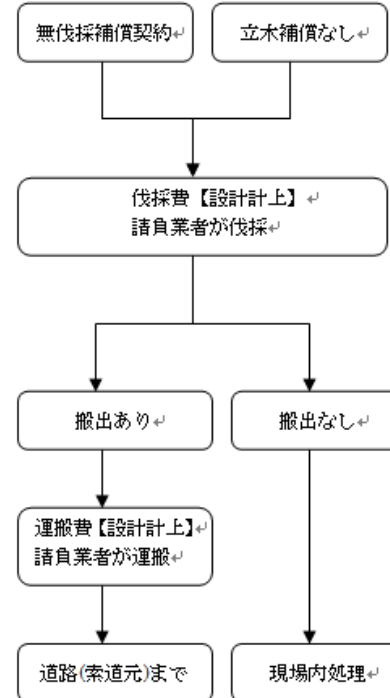 無伐採補償契約
立木補償なし
伐採費【設計計上】
請負業者が伐採
搬出あり
搬出なし
運搬費【設計計上】
請負業者が運搬
道路(索道元)まで
現場内処理